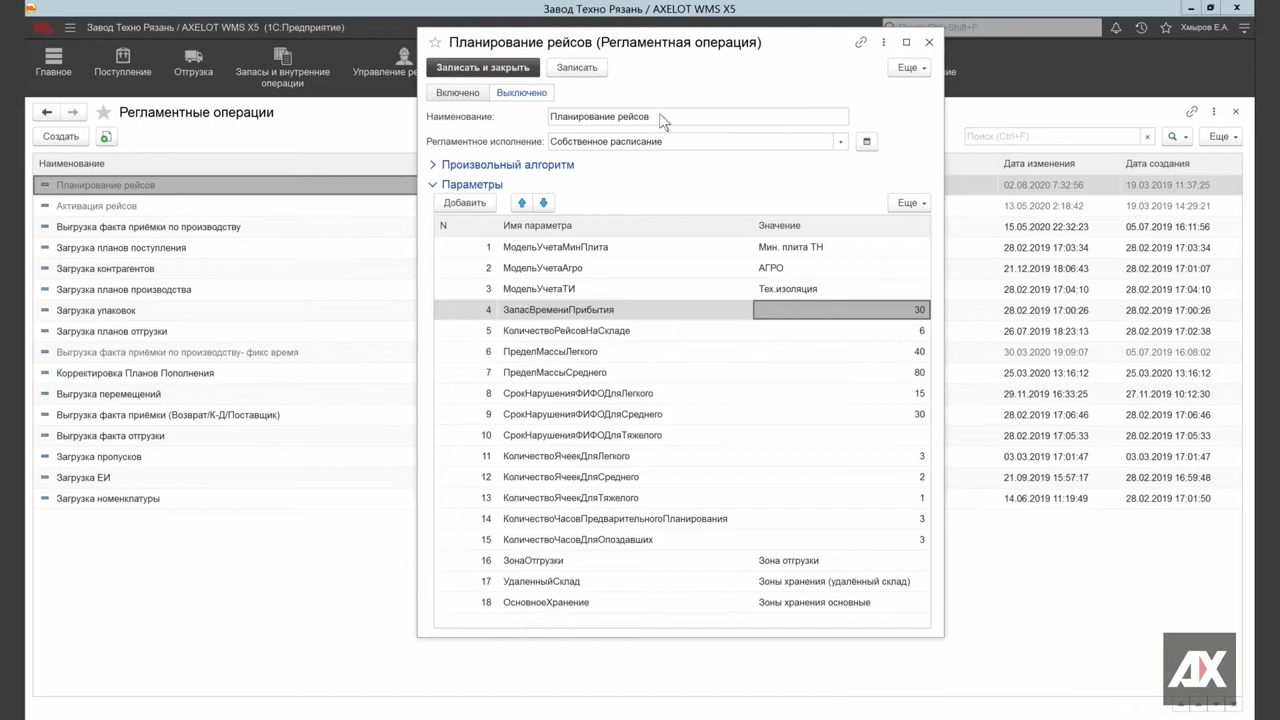 Завод Техно Рязань / AXELOT WMS X5
Завод Техно Рязань / AXELOT WMS X5 (1С:Предприятие)
Хмыров Е.А.
Главное
Поступление
Отгрузка
Запасы и внутренние
операции
Управление ре
ние
Регламентные операции
Создать
Поиск (Ctrl+F)
Еще
Наименование
Дата изменения
Дата создания
Планирование рейсов
02.08.2020 7:32:56
19.03.2019 11:37:25
Активация рейсов
13.05.2020 2:18:42
19.03.2019 14:29:21
Выгрузка факта приёмки по производству
15.05.2020 22:32:23
05.07.2019 16:11:56
Загрузка планов поступления
28.02.2019 17:03:34
28.02.2019 17:03:34
Загрузка контрагентов
21.12.2019 18:06:43
28.02.2019 17:01:07
Загрузка планов производства
28.02.2019 17:04:10
28.02.2019 17:04:10
Загрузка упаковок
28.02.2019 17:00:26
28.02.2019 17:00:26
Загрузка планов отгрузки
26.07.2019 18:23:13
28.02.2019 17:02:38
Выгрузка факта приёмки по производству- фикс время
30.03.2020 19:09:07
05.07.2019 16:08:02
Корректировка Планов Пополнения
25.03.2020 13:16:12
25.03.2020 13:16:12
Выгрузка перемещений
29.11.2019 16:33:25
27.11.2019 10:12:30
Выгрузка факта приёмки (Возврат/К-Д/Поставщик)
28.02.2019 17:06:46
28.02.2019 17:06:46
Выгрузка факта отгрузки
28.02.2019 17:05:33
28.02.2019 17:05:33
Загрузка пропусков
03.03.2019 17:01:47
03.03.2019 17:01:47
Загрузка ЕИ
21.09.2019 15:57:17
28.02.2019 16:59:48
Загрузка номенклатуры
14.06.2019 11:19:49
28.02.2019 17:01:50
Планирование рейсов (Регламентная операция)
Записать и закрыть
Записать
Еще
Включено
Выключено
Наименование:
Планирование рейсов
Регламентное исполнение:
Собственное расписание
Произвольный алгоритм
Параметры
Добавить
Еще
N
Имя параметра
Значение
1 МодельУчетаМинПлита Мин. плита ТН
2 МодельУчетаАгро АГРО
3 МодельУчетаТИ Тех.изоляция
4 ЗапасВремениПрибытия 30
5 КоличествоРейсовНаСкладе 6
6 ПределМассыЛегкого 40
7 ПределМассыСреднего 80
8 СрокНарушенияФИФОДляЛегкого 15
9 СрокНарушенияФИФОДляСреднего 30
10 СрокНарушенияФИФОДляТяжелого
11 КоличествоЯчеекДляЛегкого 3
12 КоличествоЯчеекДляСреднего 2
13 КоличествоЯчеекДляТяжелого 1
14 КоличествоЧасовПредварительногоПланирования 3
15 КоличествоЧасовДляОпоздавших 3
16 ЗонаОтгрузки Зона отгрузки
17 УдаленныйСклад Зоны хранения (удалённый склад)
18 ОсновноеХранение Зоны хранения основные